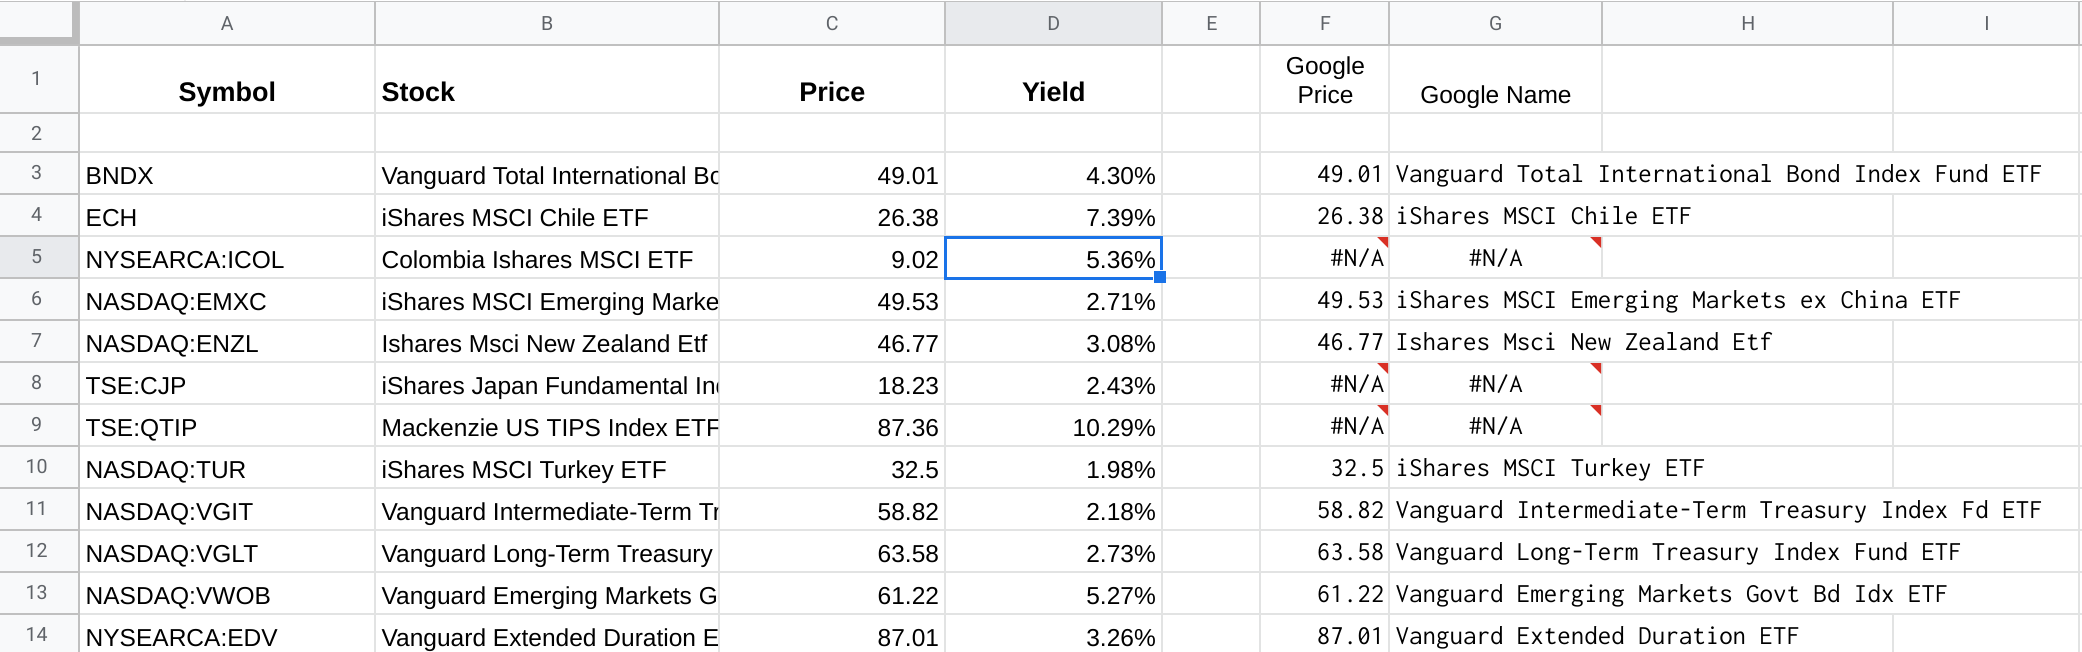 A B C D E F G H I
1 Symbol Stock Price Yield Google Price Google Name
2
3 BNDX Vanguard Total International Bo 49.01 4.30% 49.01 Vanguard Total International Bond Index Fund ETF
4 ECH iShares MSCI Chile ETF 26.38 7.39% 26.38 iShares MSCI Chile ETF
5 NYSEARCA:ICOL Colombia Ishares MSCI ETF 9.02 5.36% #N/A #N/A
6 NASDAQ:EMXC iShares MSCI Emerging Marke 49.53 2.71% 49.53 iShares MSCI Emerging Markets ex China ETF
7 NASDAQ:ENZL Ishares Msci New Zealand Etf 46.77 3.08% 46.77 Ishares Msci New Zealand Etf
8 TSE:CJP iShares Japan Fundamental Inc 18.23 2.43% #N/A #N/A
9 TSE:QTIP Mackenzie US TIPS Index ETF 87.36 10.29% #N/A #N/A
10 NASDAQ:TUR iShares MSCI Turkey ETF 32.5 1.98% 32.5 iShares MSCI Turkey ETF
11 NASDAQ:VGIT Vanguard Intermediate-Term Tr 58.82 2.18% 58.82 Vanguard Intermediate-Term Treasury Index Fd ETF
12 NASDAQ:VGLT Vanguard Long-Term Treasury 63.58 2.73% 63.58 Vanguard Long-Term Treasury Index Fund ETF
13 NASDAQ:VWOB Vanguard Emerging Markets G 61.22 5.27% 61.22 Vanguard Emerging Markets Govt Bd Idx ETF
14 NYSEARCA:EDV Vanguard Extended Duration E 87.01 3.26% 87.01 Vanguard Extended Duration ETF